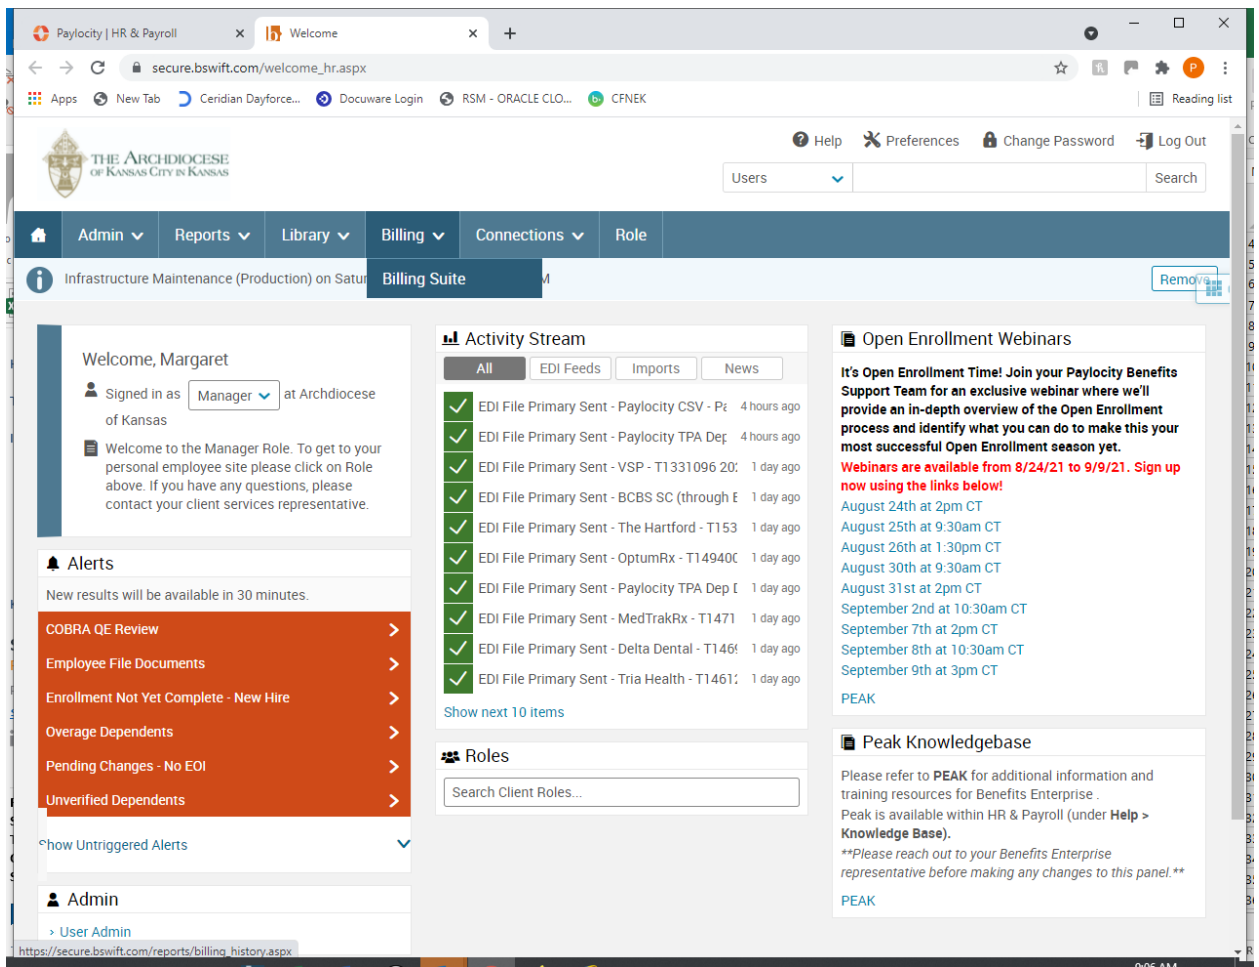 Paylocity | HR & Payroll
Welcome
secure.bswift.com/welcome_hr.aspx
P
Apps New Tab Ceridian Dayforce... Docuware Login RSM - ORACLE CLO... CFNEK Reading list
THE ARCHDIOCESE
OF KANSAS CITY IN KANSAS
Help Preferences Change Password Log Out
Users Search
Admin Reports Library Billing Connections Role
Infrastructure Maintenance (Production) on Satur
Billing Suite
Remove
Welcome, Margaret
Signed in as Manager at Archdiocese
of Kansas
Welcome to the Manager Role. To get to your
personal employee site please click on Role
above. If you have any questions, please
contact your client services representative.
Alerts
New results will be available in 30 minutes.
COBRA QE Review
Employee File Documents
Enrollment Not Yet Complete - New Hire
Overage Dependents
Pending Changes - No EOI
Unverified Dependents
Show Untriggered Alerts
Admin
User Admin
https://secure.bswift.com/reports/billing_history.aspx
Activity Stream
All EDI Feeds Imports News
EDI File Primary Sent - Paylocity CSV - Pa 4 hours ago
EDI File Primary Sent - Paylocity TPA Dep 4 hours ago
EDI File Primary Sent - VSP - T1331096 20 1 day ago
EDI File Primary Sent - BCBS SC (through 1 day ago
EDI File Primary Sent - The Hartford - T153 1 day ago
EDI File Primary Sent - OptumRx - T14940 1 day ago
EDI File Primary Sent - Paylocity TPA Dep 1 day ago
EDI File Primary Sent - MedTrakRx - T1471 1 day ago
EDI File Primary Sent - Delta Dental - T146 1 day ago
EDI File Primary Sent - Tria Health - T1461 1 day ago
Show next 10 items
Roles
Search Client Roles...
Open Enrollment Webinars
It's Open Enrollment Time! Join your Paylocity Benefits
Support Team for an exclusive webinar where we'll
provide an in-depth overview of the Open Enrollment
process and identify what you can do to make this your
most successful Open Enrollment season yet.
Webinars are available from 8/24/21 to 9/9/21. Sign up
now using the links below!
August 24th at 2pm CT
August 25th at 9:30am CT
August 26th at 1:30pm CT
August 30th at 9:30am CT
August 31st at 2pm CT
September 2nd at 10:30am CT
September 7th at 2pm CT
September 8th at 10:30am CT
September 9th at 3pm CT
PEAK
Peak Knowledgebase
Please refer to PEAK for additional information and
training resources for Benefits Enterprise .
Peak is available within HR & Payroll (under Help >
Knowledge Base).
**Please reach out to your Benefits Enterprise
representative before making any changes to this panel.**
PEAK